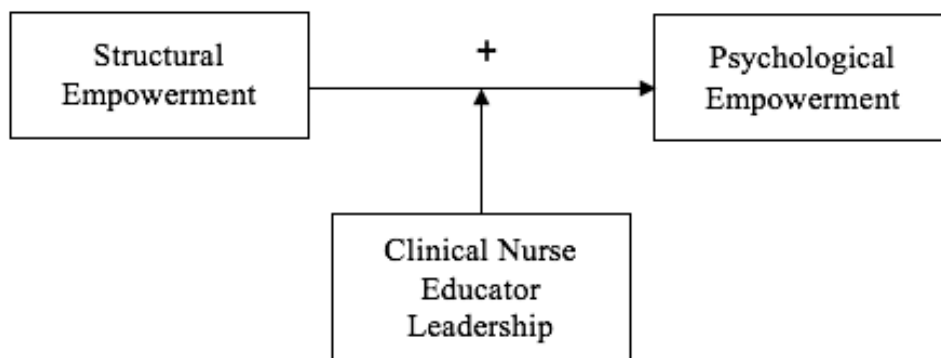 Structural
Empowerment
+
Psychological
Empowerment
Clinical Nurse
Educator
Leadership